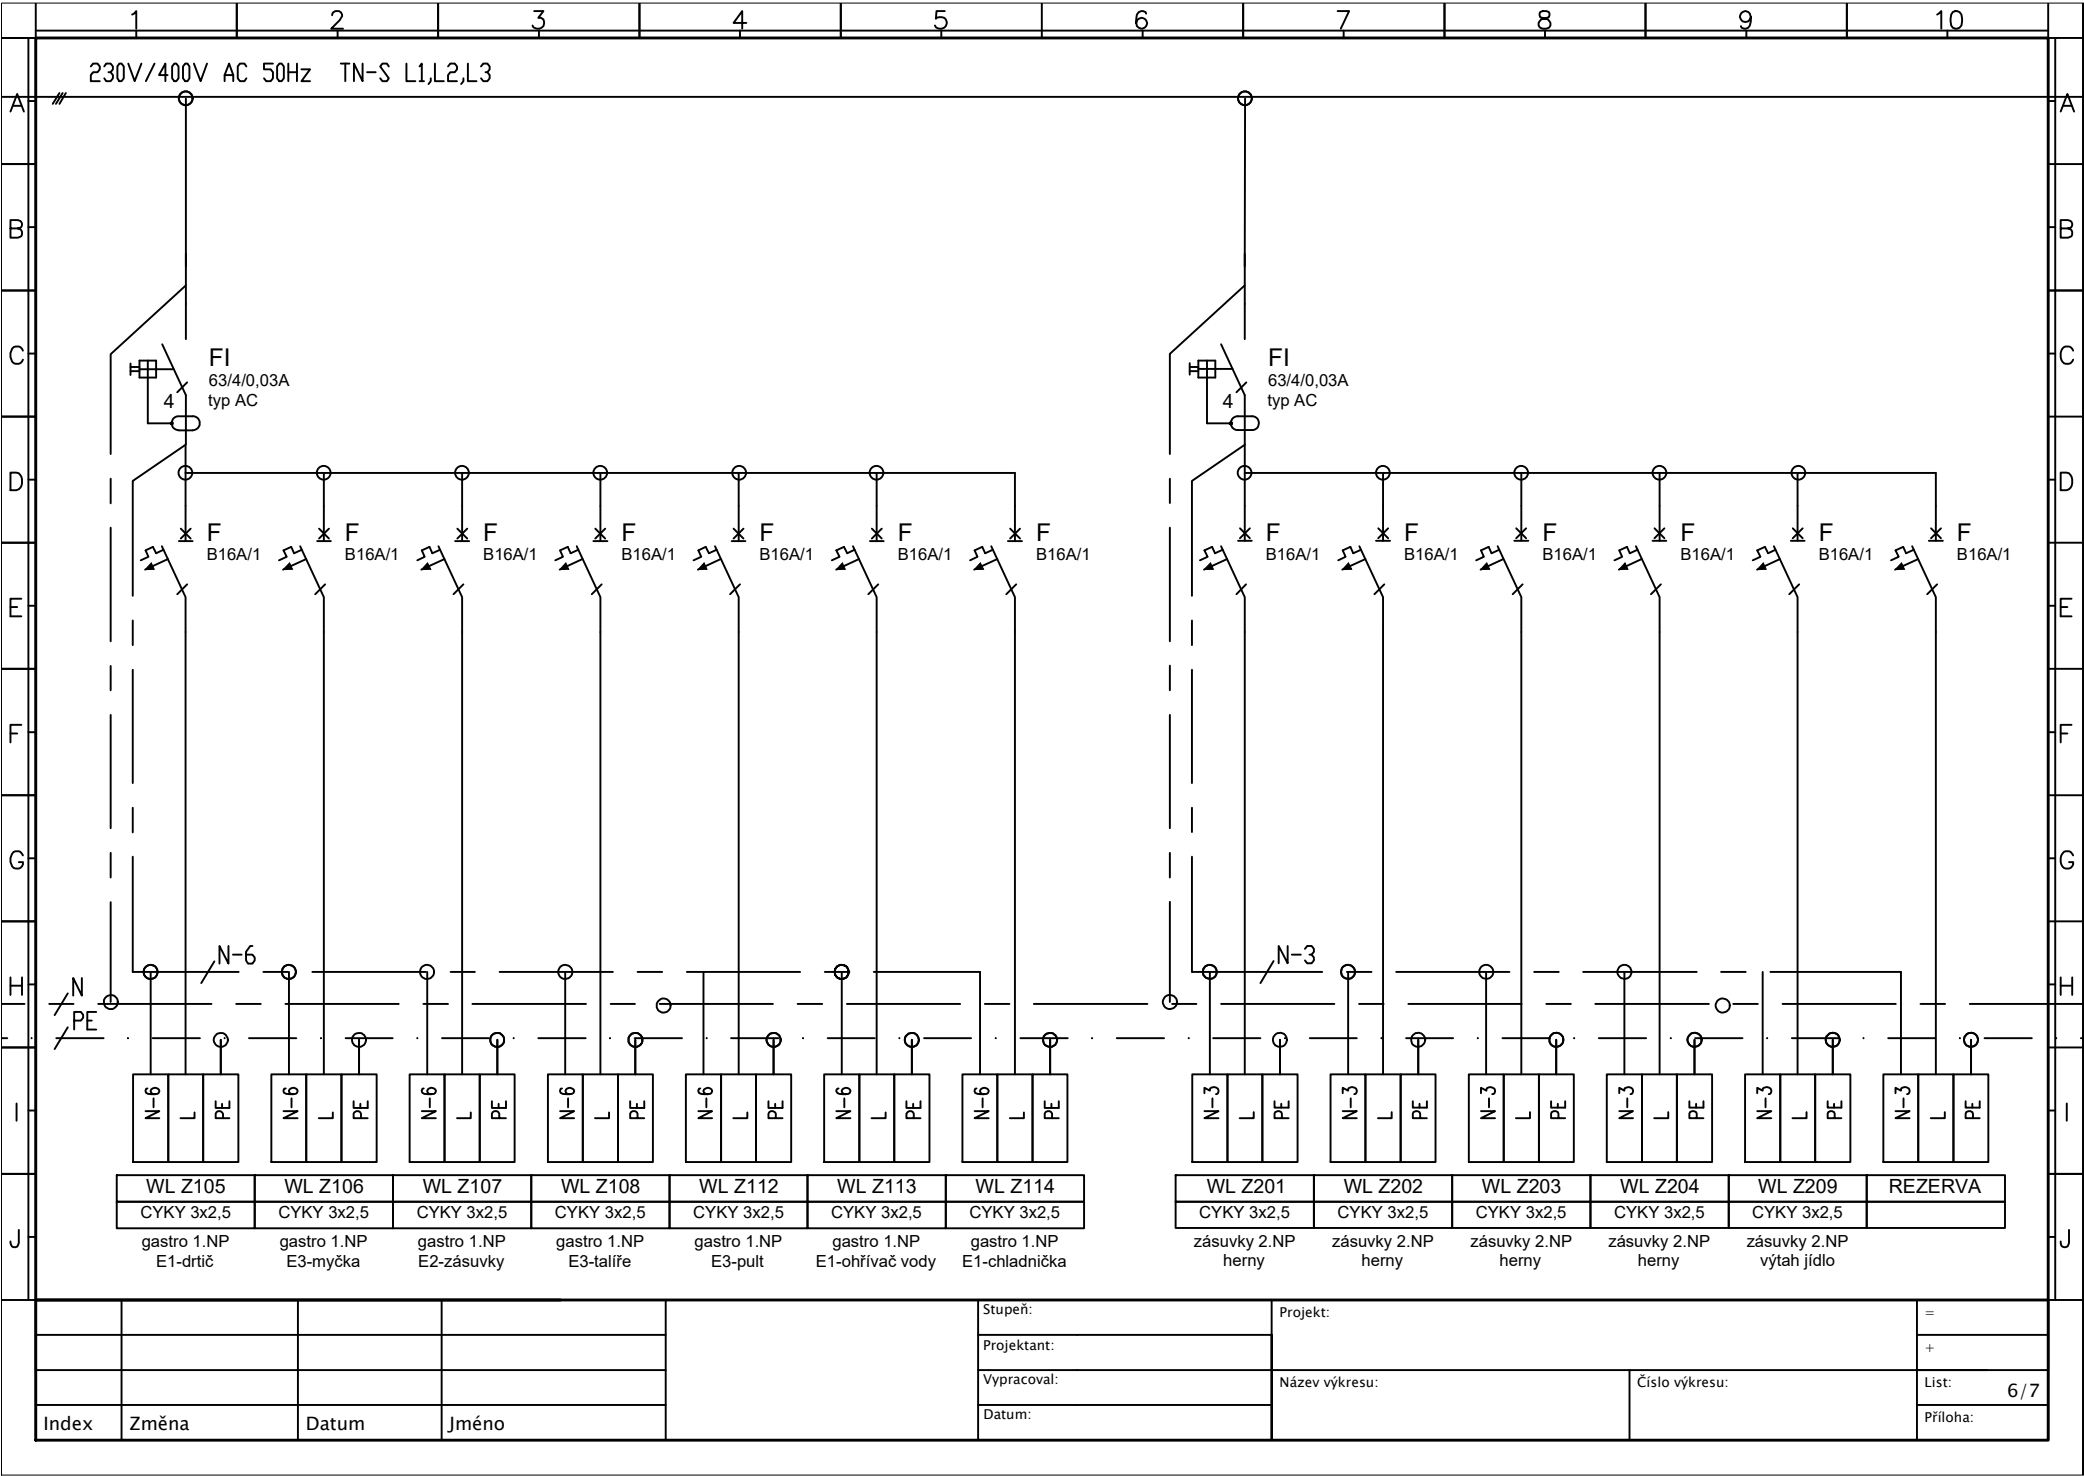 1 2 3 4 5 6 7 8 9 10
230V/400V AC 50Hz TN-S L1,L2,L3
A A
B B
C C
FI FI
63/4/0,03A 63/4/0,03A
4 typ AC 4 typ AC
D D
F F F F F F F F F F F F F
B16A/1 B16A/1 B16A/1 B16A/1 B16A/1 B16A/1 B16A/1 B16A/1 B16A/1 B16A/1 B16A/1 B16A/1 B16A/1
E E
F F
G G
N-6 N-3
H N H
PE
I N-6 L PE N-6 L PE N-6 L PE N-6 L PE N-6 L PE N-6 L PE N-6 L PE N-3 L PE N-3 L PE N-3 L PE N-3 L PE N-3 L PE N-3 L PE I
WL Z105 WL Z106 WL Z107 WL Z108 WL Z112 WL Z113 WL Z114 WL Z201 WL Z202 WL Z203 WL Z204 WL Z209 REZERVA
CYKY 3x2,5 CYKY 3x2,5 CYKY 3x2,5 CYKY 3x2,5 CYKY 3x2,5 CYKY 3x2,5 CYKY 3x2,5 CYKY 3x2,5 CYKY 3x2,5 CYKY 3x2,5 CYKY 3x2,5 CYKY 3x2,5
J J
gastro 1.NP gastro 1.NP gastro 1.NP gastro 1.NP gastro 1.NP gastro 1.NP gastro 1.NP zásuvky 2.NP zásuvky 2.NP zásuvky 2.NP zásuvky 2.NP zásuvky 2.NP
E1-drtič E3-myčka E2-zásuvky E3-talíře E3-pult E1-ohřívač vody E1-chladnička herny herny herny herny výtah jídlo
Stupeň: Projekt: =
Projektant: +
Vypracoval: Název výkresu: Číslo výkresu: List: 6/7
Index Změna Datum Jméno Datum: Příloha: